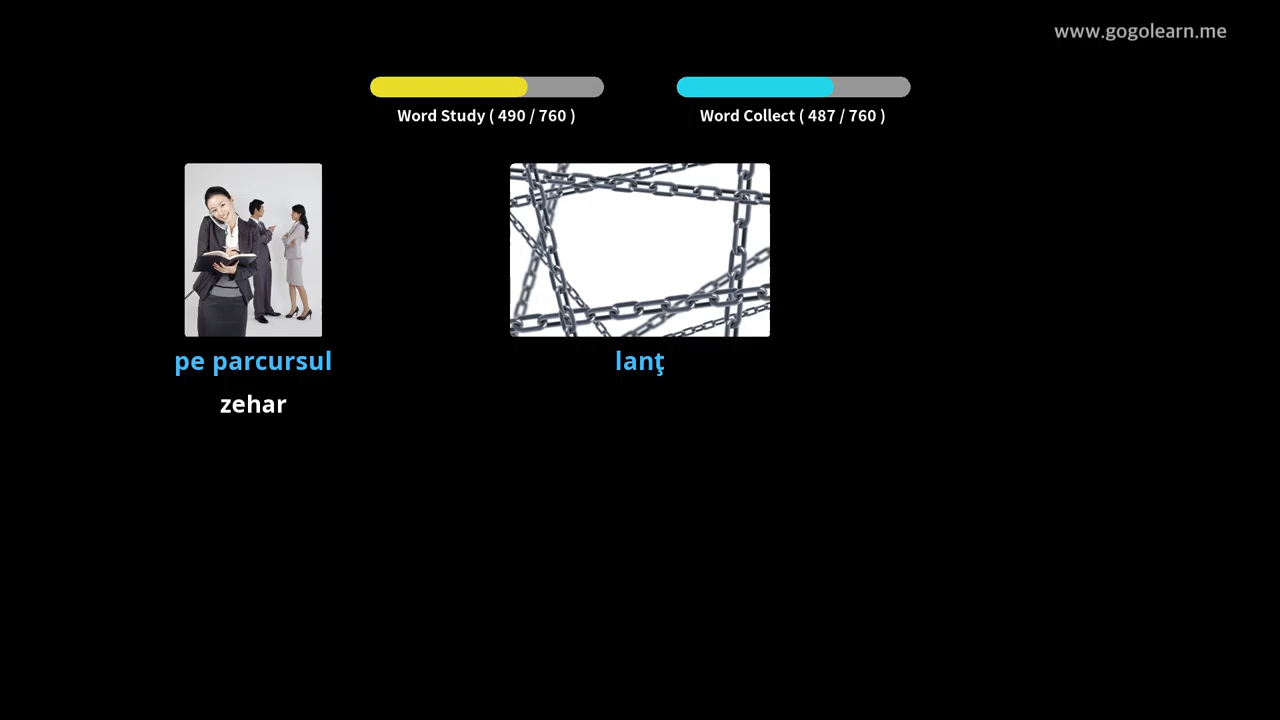 www.gogolearn.me
Word Study ( 490 / 760 )
Word Collect ( 487 / 760 )
pe parcursul
lanţ
zehar